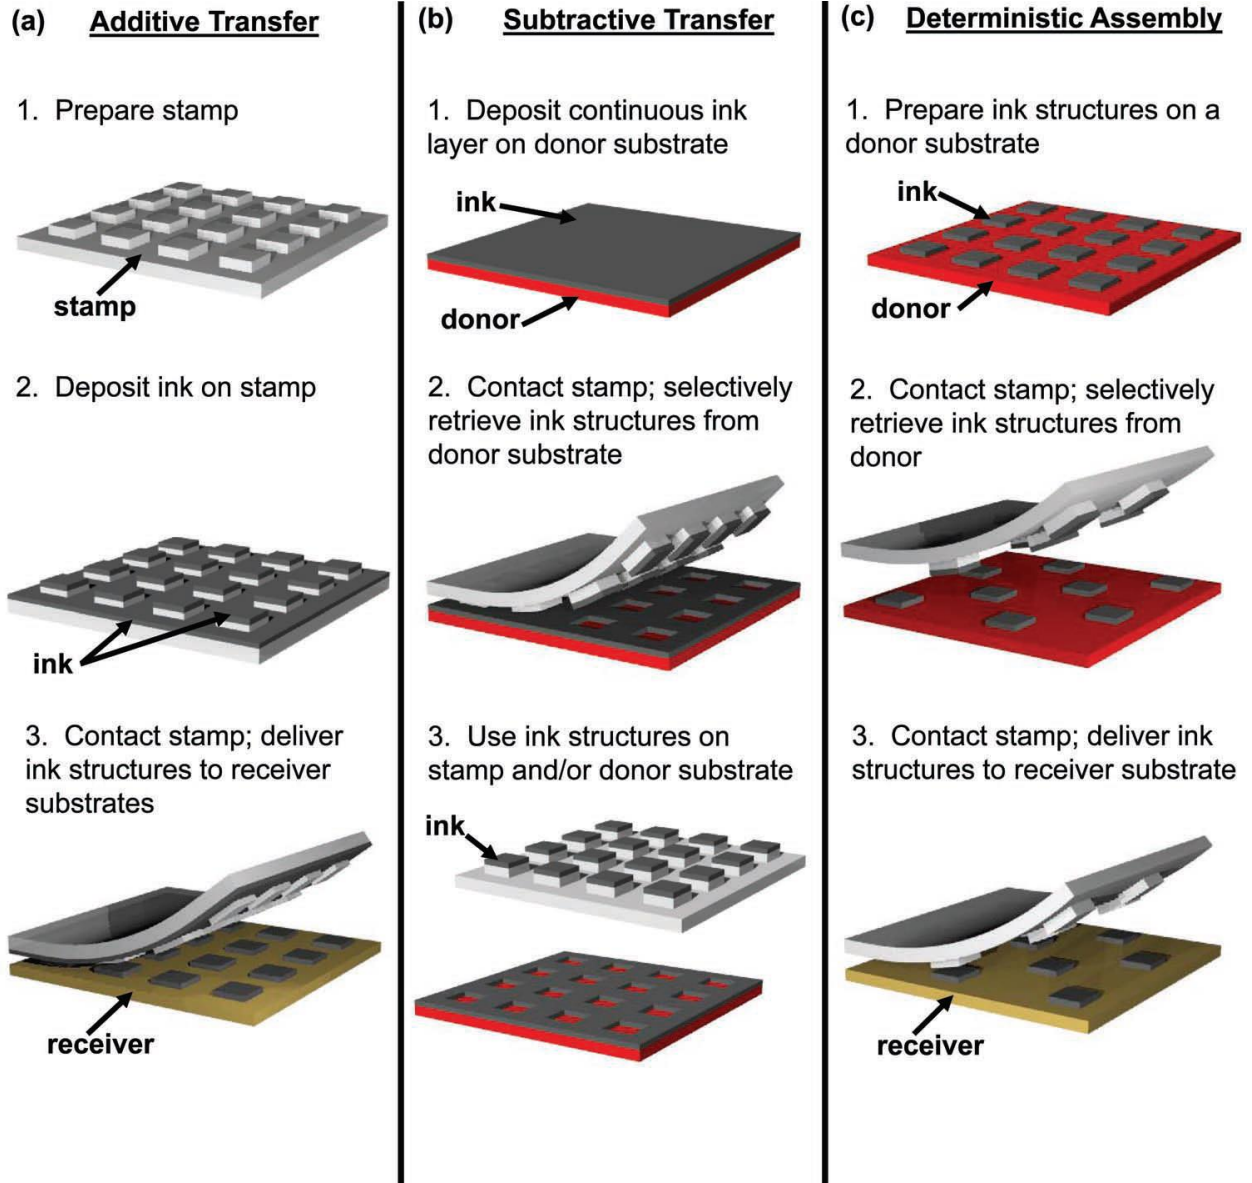 (a) Additive Transfer
1. Prepare stamp
stamp
2. Deposit ink on stamp
ink
3. Contact stamp; deliver
ink structures to receiver
substrates
receiver
(b) Subtractive Transfer
1. Deposit continuous ink
layer on donor substrate
ink
donor
2. Contact stamp; selectively
retrieve ink structures from
donor substrate
3. Use ink structures on
stamp and/or donor substrate
ink
(c) Deterministic Assembly
1. Prepare ink structures on a
donor substrate
ink
donor
2. Contact stamp; selectively
retrieve ink structures from
donor
3. Contact stamp; deliver ink
structures to receiver substrate
receiver